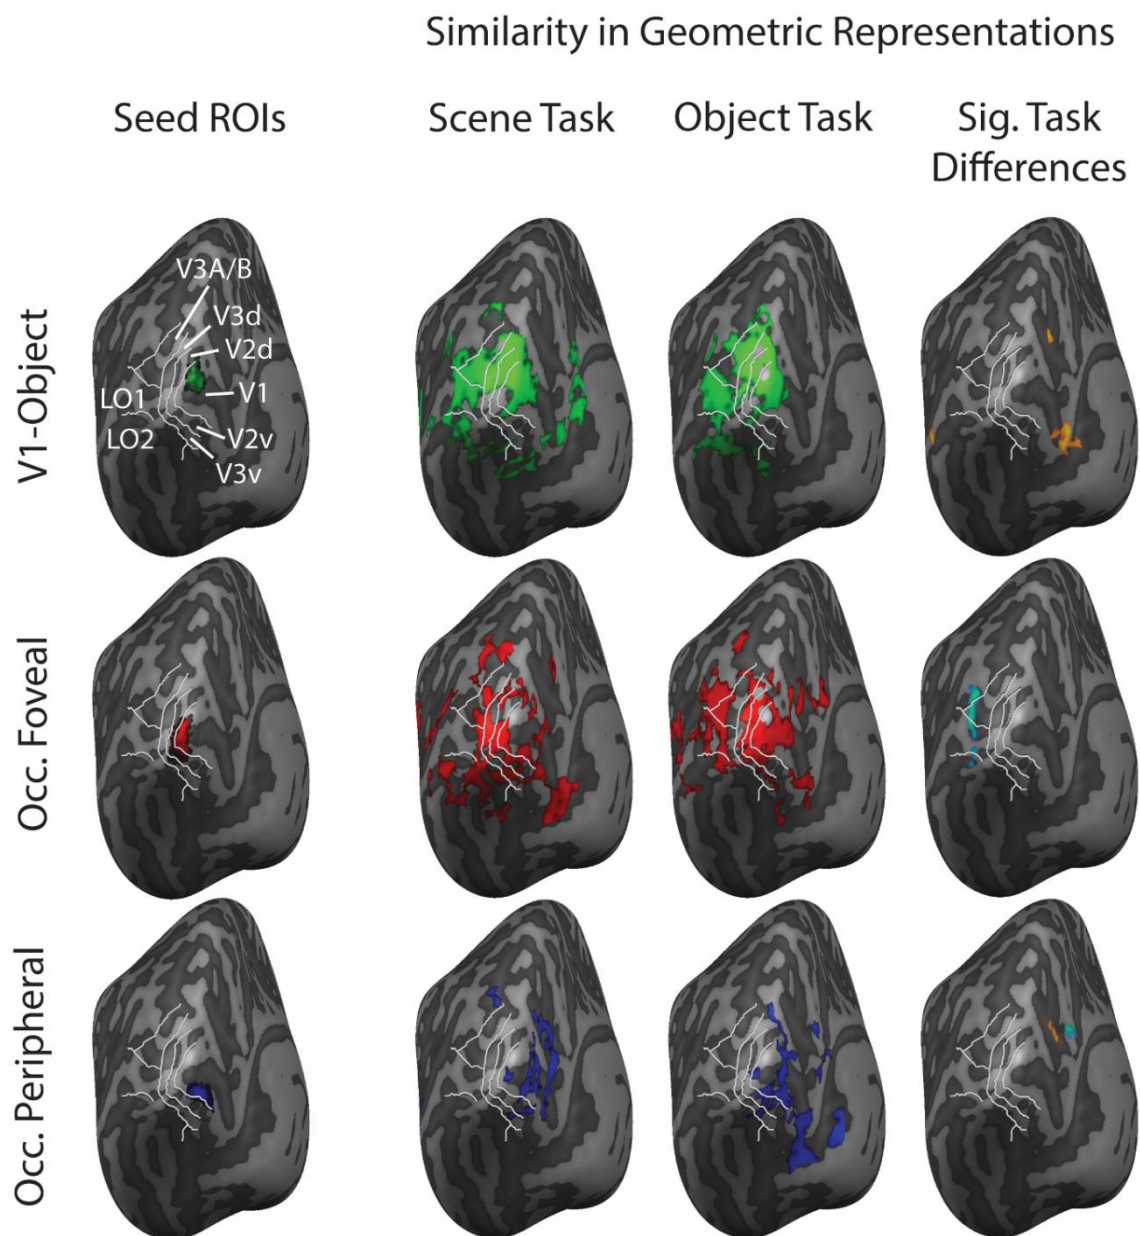 Similarity in Geometric Representations
Seed ROIs
Scene Task
Object Task
Sig. Task
Differences
V1-Object
V3A/B
V3d
V2d
V1
LO1
LO2
V2v
V3v
Occ. Foveal
Occ. Peripheral